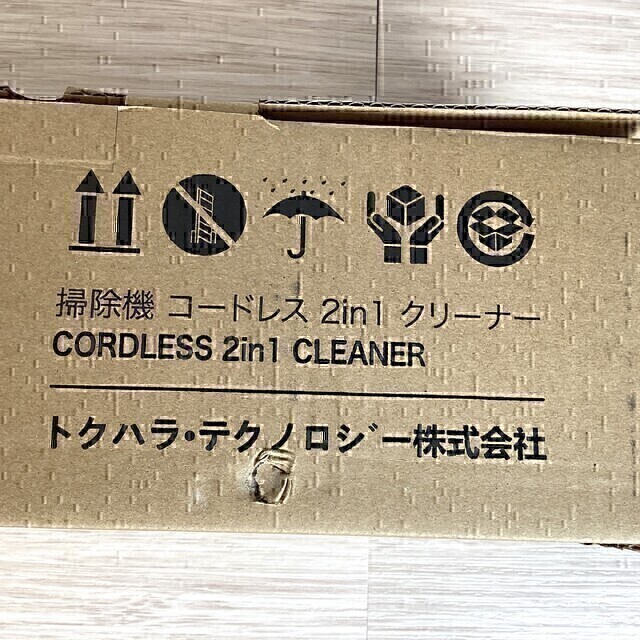 掃除機 コードレス 2in1 クリーナー
CORDLESS 2in1 CLEANER
トクハラ・テクノロジー株式会社